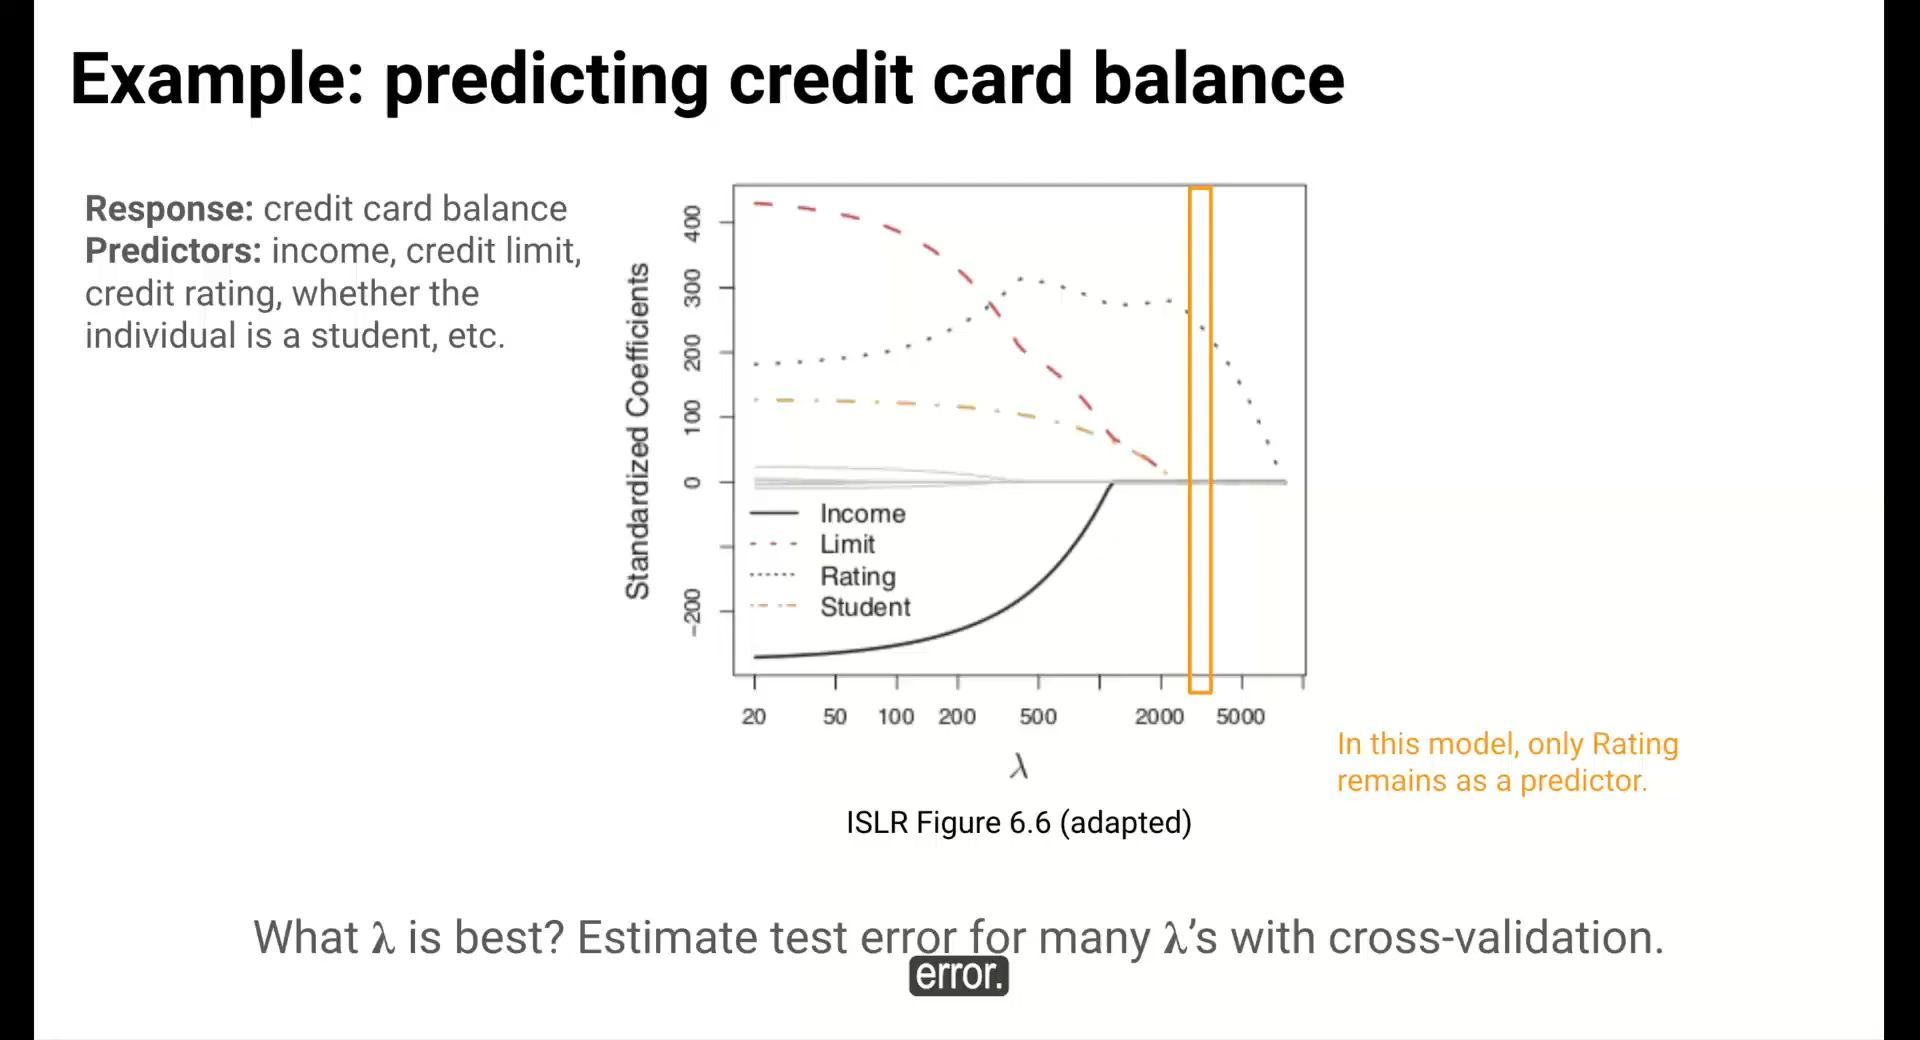 Example: predicting credit card balance
Response: credit card balance
Predictors: income, credit limit,
credit rating, whether the
individual is a student, etc.
Standardized Coefficients
400
300
200
100
0
−200
Income
Limit
Rating
Student
20 50 100 200 500 2000 5000
λ
In this model, only Rating
remains as a predictor.
ISLR Figure 6.6 (adapted)
What λ is best? Estimate test error for many λ’s with cross-validation.
error.